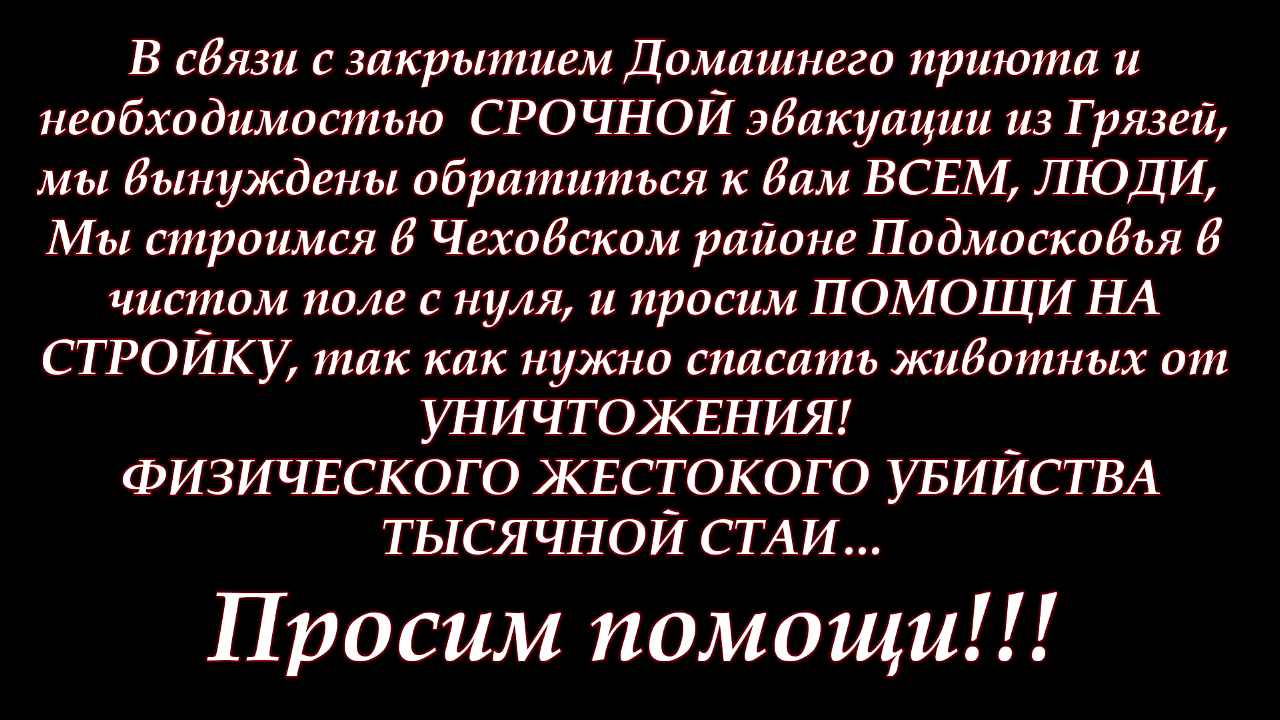 В связи с закрытием Домашнего приюта и
необходимостью СРОЧНОЙ эвакуации из Грязей,
мы вынуждены обратиться к вам ВСЕМ, ЛЮДИ,
Мы строимся в Чеховском районе Подмосковья в
чистом поле с нуля, и просим ПОМОЩИ НА
СТРОЙКУ, так как нужно спасать животных от
УНИЧТОЖЕНИЯ!
ФИЗИЧЕСКОГО ЖЕСТОКОГО УБИЙСТВА
ТЫСЯЧНОЙ СТАИ...
Просим помощи!!!